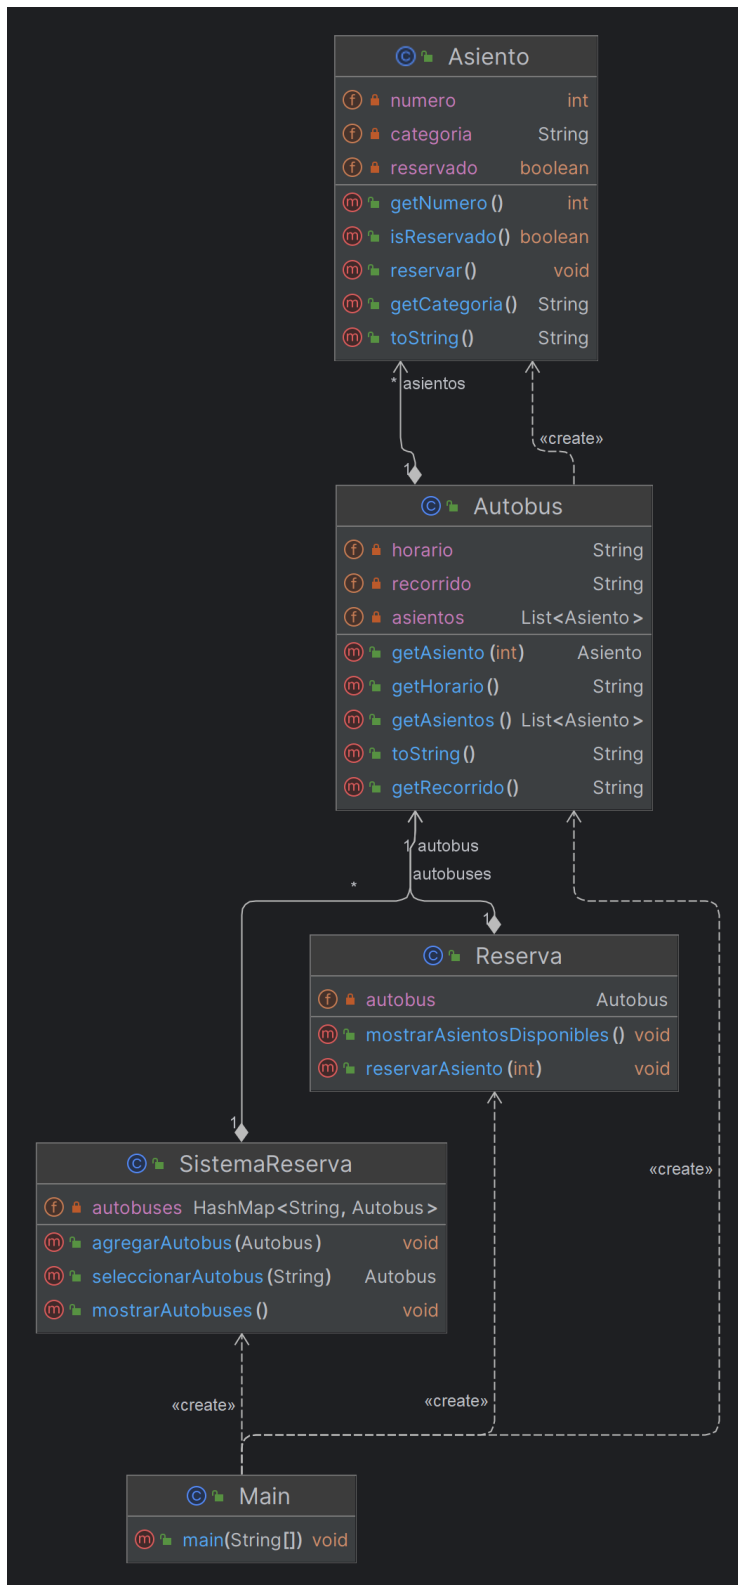 Asiento
numero int
categoria String
reservado boolean
getNumero() int
isReservado() boolean
reservar() void
getCategoria() String
toString() String
* asientos
«create»
1
Autobus
horario String
recorrido String
asientos List<Asiento>
getAsiento(int) Asiento
getHorario() String
getAsientos() List<Asiento>
toString() String
getRecorrido() String
1 autobus
autobuses
*
1
Reserva
autobus Autobus
mostrarAsientosDisponibles() void
reservarAsiento(int) void
1
«create»
SistemaReserva
autobuses HashMap<String, Autobus>
agregarAutobus(Autobus) void
seleccionarAutobus(String) Autobus
mostrarAutobuses() void
«create»
«create»
Main
main(String[]) void